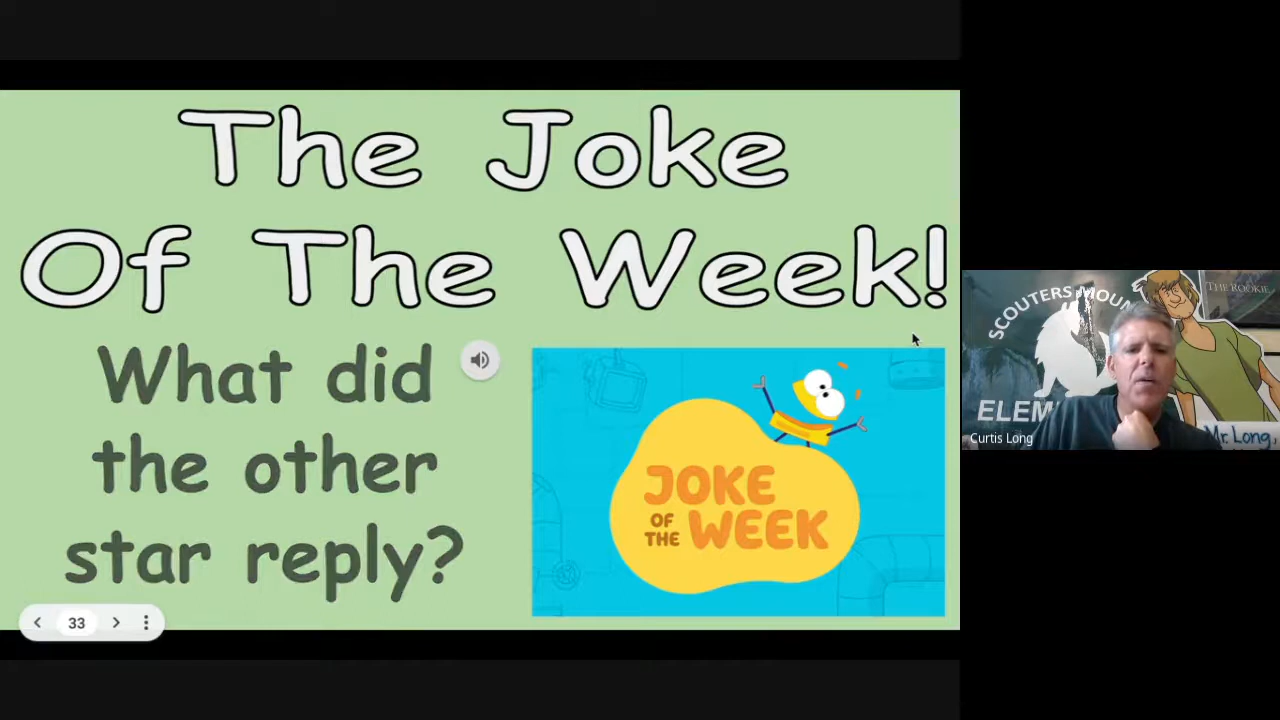 The Joke
Of The Week!
What did
the other
star reply?
JOKE
OF
THE
WEEK
33
SCOUTERS MOUN
ELEM
THE ROOKIE
Mr. Long,
Curtis Long